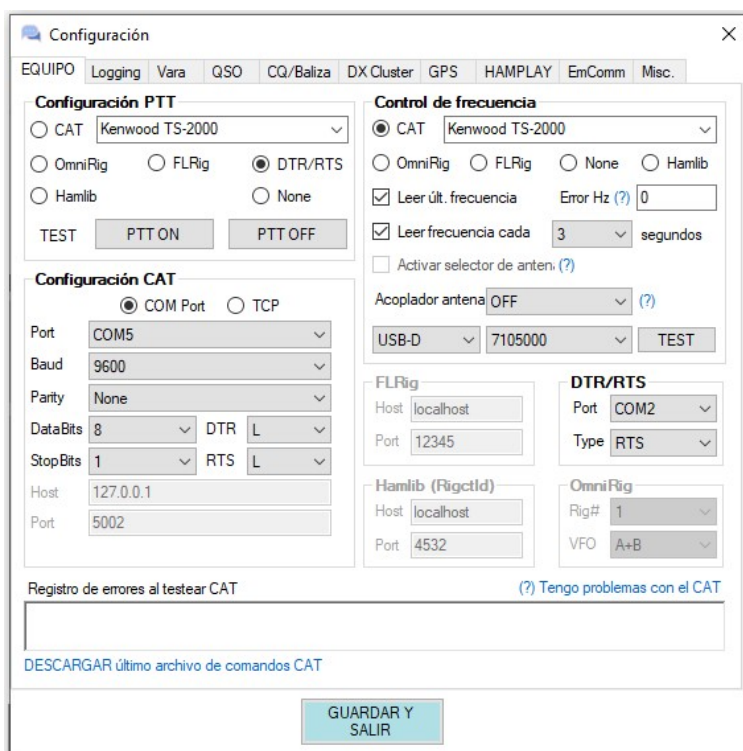 Configuración
EQUIPO Logging Vara QSO CQ/Baliza DX Cluster GPS HAMPLAY EmComm Misc.
Configuración PTT
CAT Kenwood TS-2000
OmniRig FLRig DTR/RTS
Hamlib None
TEST PTT ON PTT OFF
Configuración CAT
COM Port TCP
Port COM5
Baud 9600
Parity None
DataBits 8 DTR L
StopBits 1 RTS L
Host 127.0.0.1
Port 5002
Control de frecuencia
CAT Kenwood TS-2000
OmniRig FLRig None Hamlib
Leer últ. frecuencia Error Hz (?) 0
Leer frecuencia cada 3 segundos
Activar selector de anten (?)
Acoplador antena OFF (?)
USB-D 7105000 TEST
FLRig
Host localhost
Port 12345
DTR/RTS
Port COM2
Type RTS
Hamlib (Rigctld)
Host localhost
Port 4532
OmniRig
Rig# 1
VFO A+B
Registro de errores al testear CAT (?) Tengo problemas con el CAT
DESCARGAR último archivo de comandos CAT
GUARDAR Y
SALIR